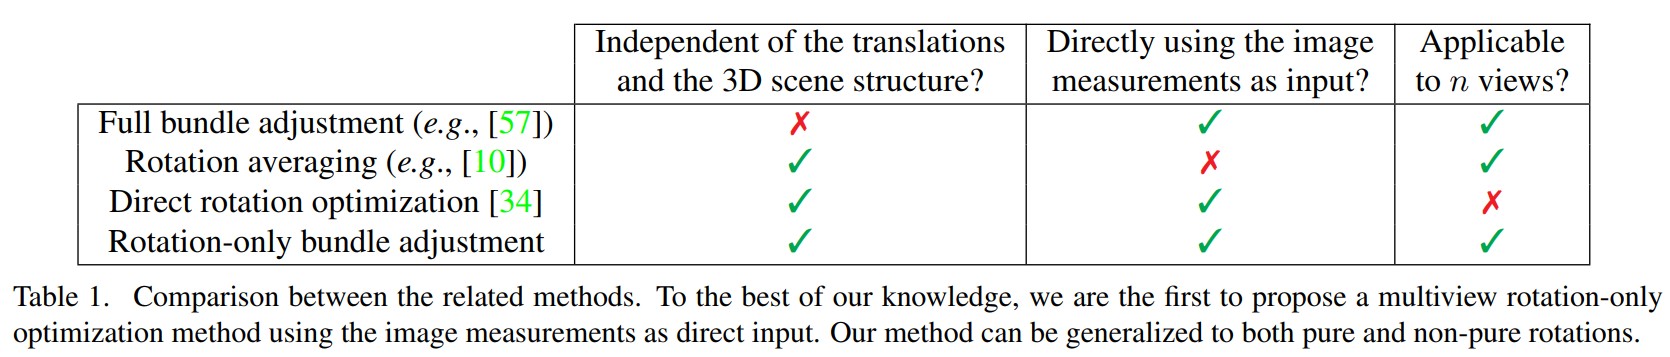 Independent of the translations and the 3D scene structure? Directly using the image measurements as input? Applicable to n views?
Full bundle adjustment (e.g., [57]) ✗ ✓ ✓
Rotation averaging (e.g., [10]) ✓ ✗ ✓
Direct rotation optimization [34] ✓ ✓ ✗
Rotation-only bundle adjustment ✓ ✓ ✓
Table 1. Comparison between the related methods. To the best of our knowledge, we are the first to propose a multiview rotation-only
optimization method using the image measurements as direct input. Our method can be generalized to both pure and non-pure rotations.